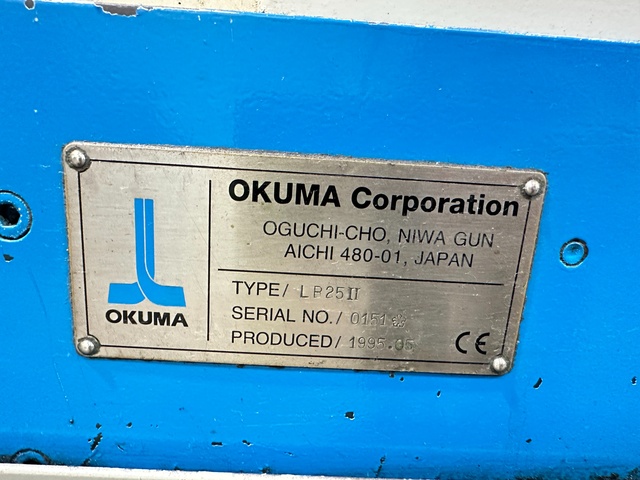 OKUMA Corporation
OGUCHI-CHO, NIWA GUN
AICHI 480-01, JAPAN
OKUMA
TYPE/ LB25II
SERIAL NO./
PRODUCED/ 1995.05
CE